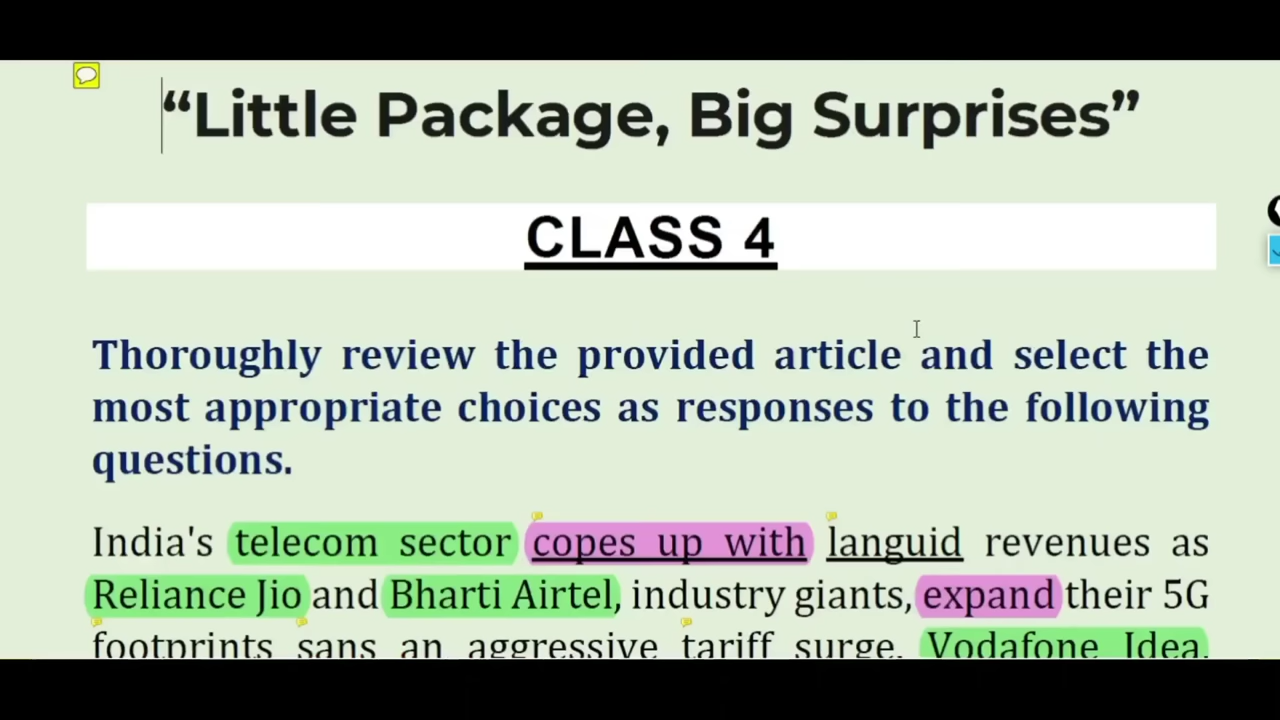 “Little Package, Big Surprises”
CLASS 4
Thoroughly review the provided article and select the
most appropriate choices as responses to the following
questions.
India's telecom sector copes up with languid revenues as
Reliance Jio and Bharti Airtel, industry giants, expand their 5G
footprints sans an aggressive tariff surge. Vodafone Idea,